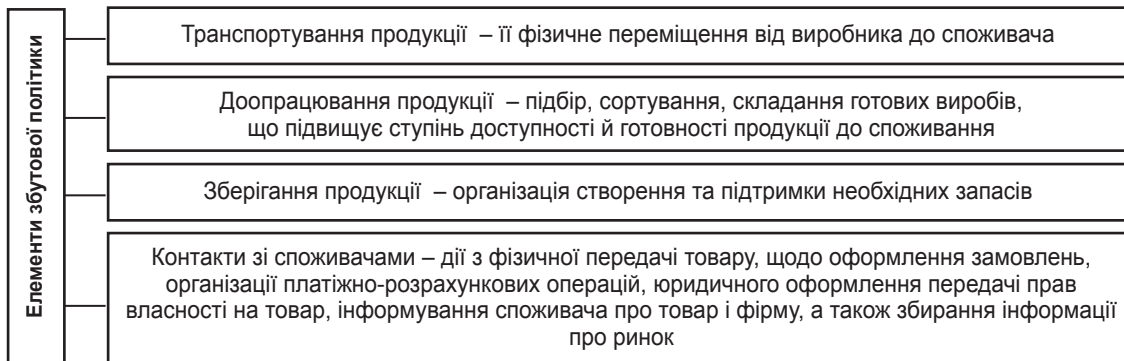 Елементи збутової політики
Транспортування продукції – її фізичне переміщення від виробника до споживача
Доопрацювання продукції – підбір, сортування, складання готових виробів,
що підвищує ступінь доступності й готовності продукції до споживання
Зберігання продукції – організація створення та підтримки необхідних запасів
Контакти зі споживачами – дії з фізичної передачі товару, щодо оформлення замовлень,
організації платіжно-розрахункових операцій, юридичного оформлення передачі прав
власності на товар, інформування споживача про товар і фірму, а також збирання інформації
про ринок